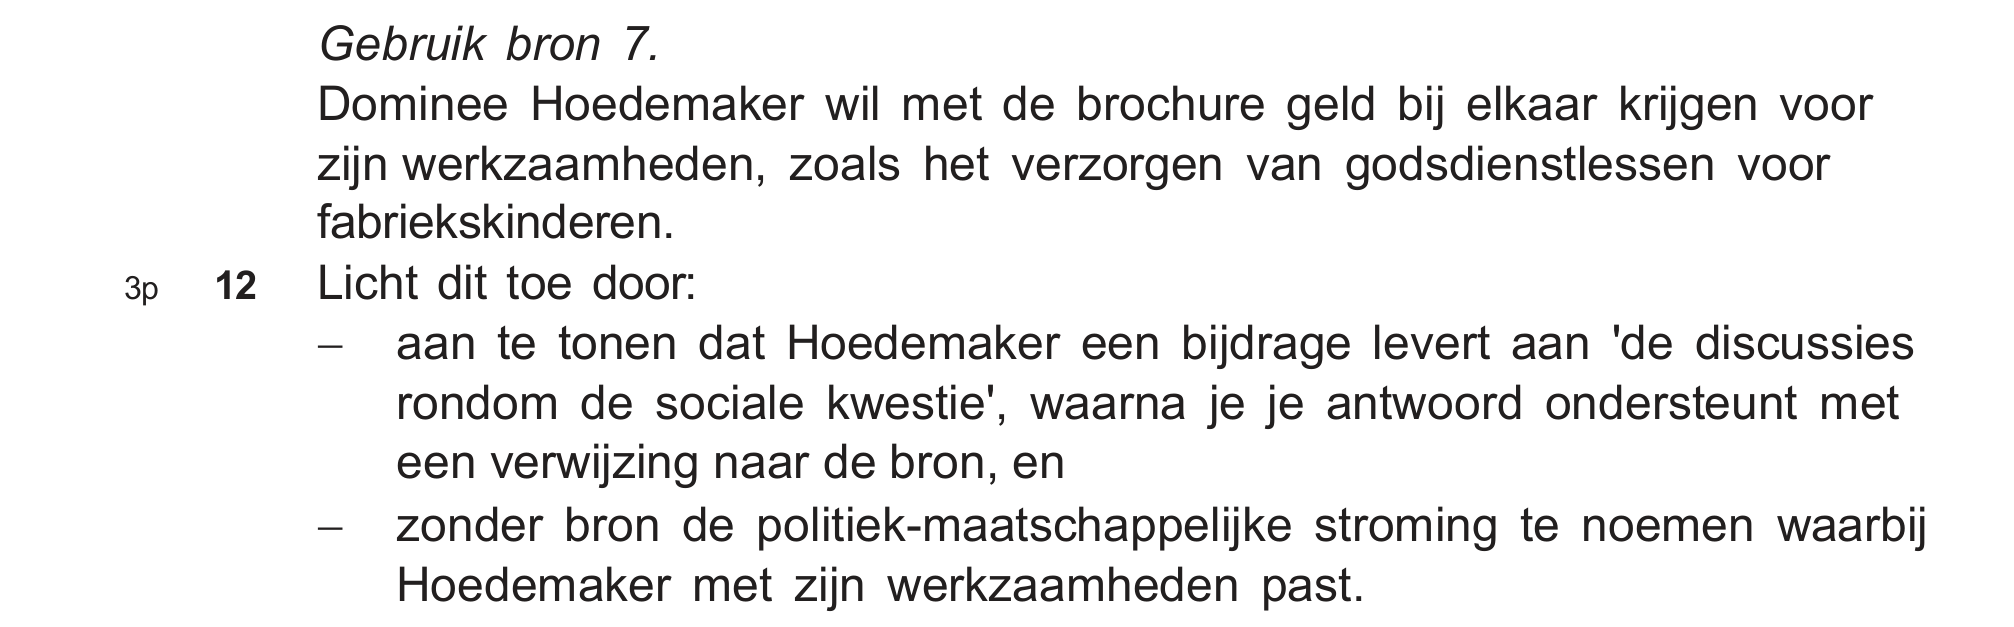 Gebruik bron 7.
Dominee Hoedemaker wil met de brochure geld bij elkaar krijgen voor
zijn werkzaamheden, zoals het verzorgen van godsdienstlessen voor
fabriekskinderen.
3p 12 Licht dit toe door:
– aan te tonen dat Hoedemaker een bijdrage levert aan 'de discussies
rondom de sociale kwestie', waarna je je antwoord ondersteunt met
een verwijzing naar de bron, en
– zonder bron de politiek-maatschappelijke stroming te noemen waarbij
Hoedemaker met zijn werkzaamheden past.